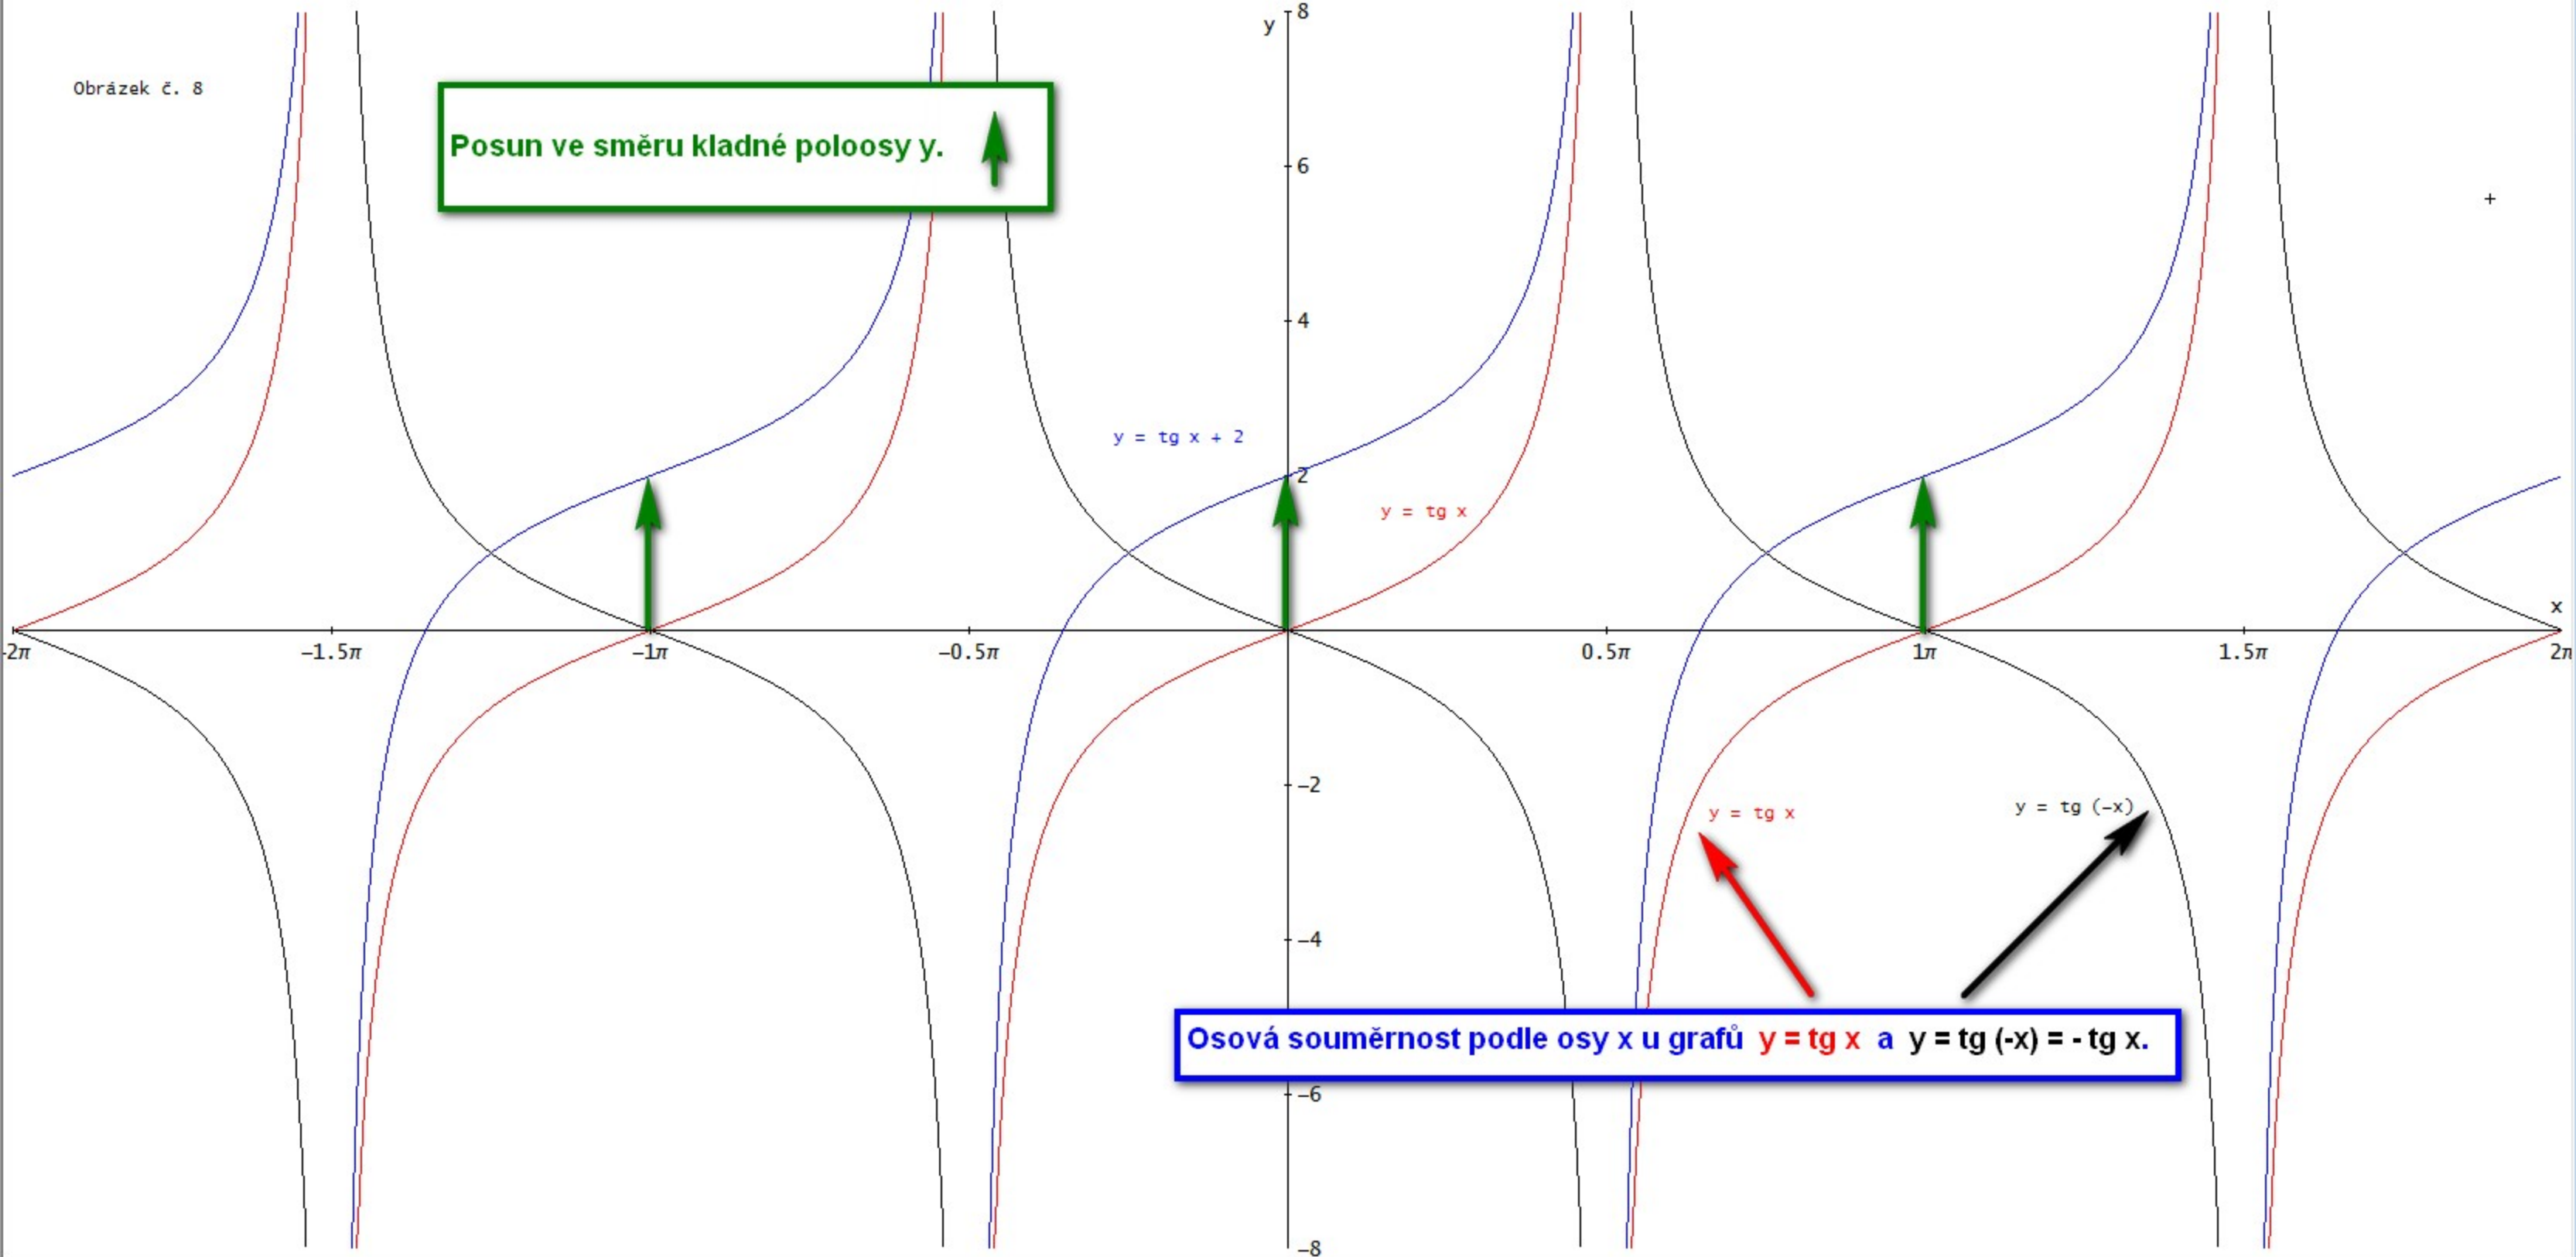 y
8
Obrázek č. 8
Posun ve směru kladné poloosy y.
6
4
y = tg x + 2
2
y = tg x
x
-2π −1.5π −1π −0.5π 0.5π 1π 1.5π 2π
−2
y = tg x
y = tg (−x)
−4
Osová souměrnost podle osy x u grafů y = tg x a y = tg (-x) = - tg x.
−6
−8